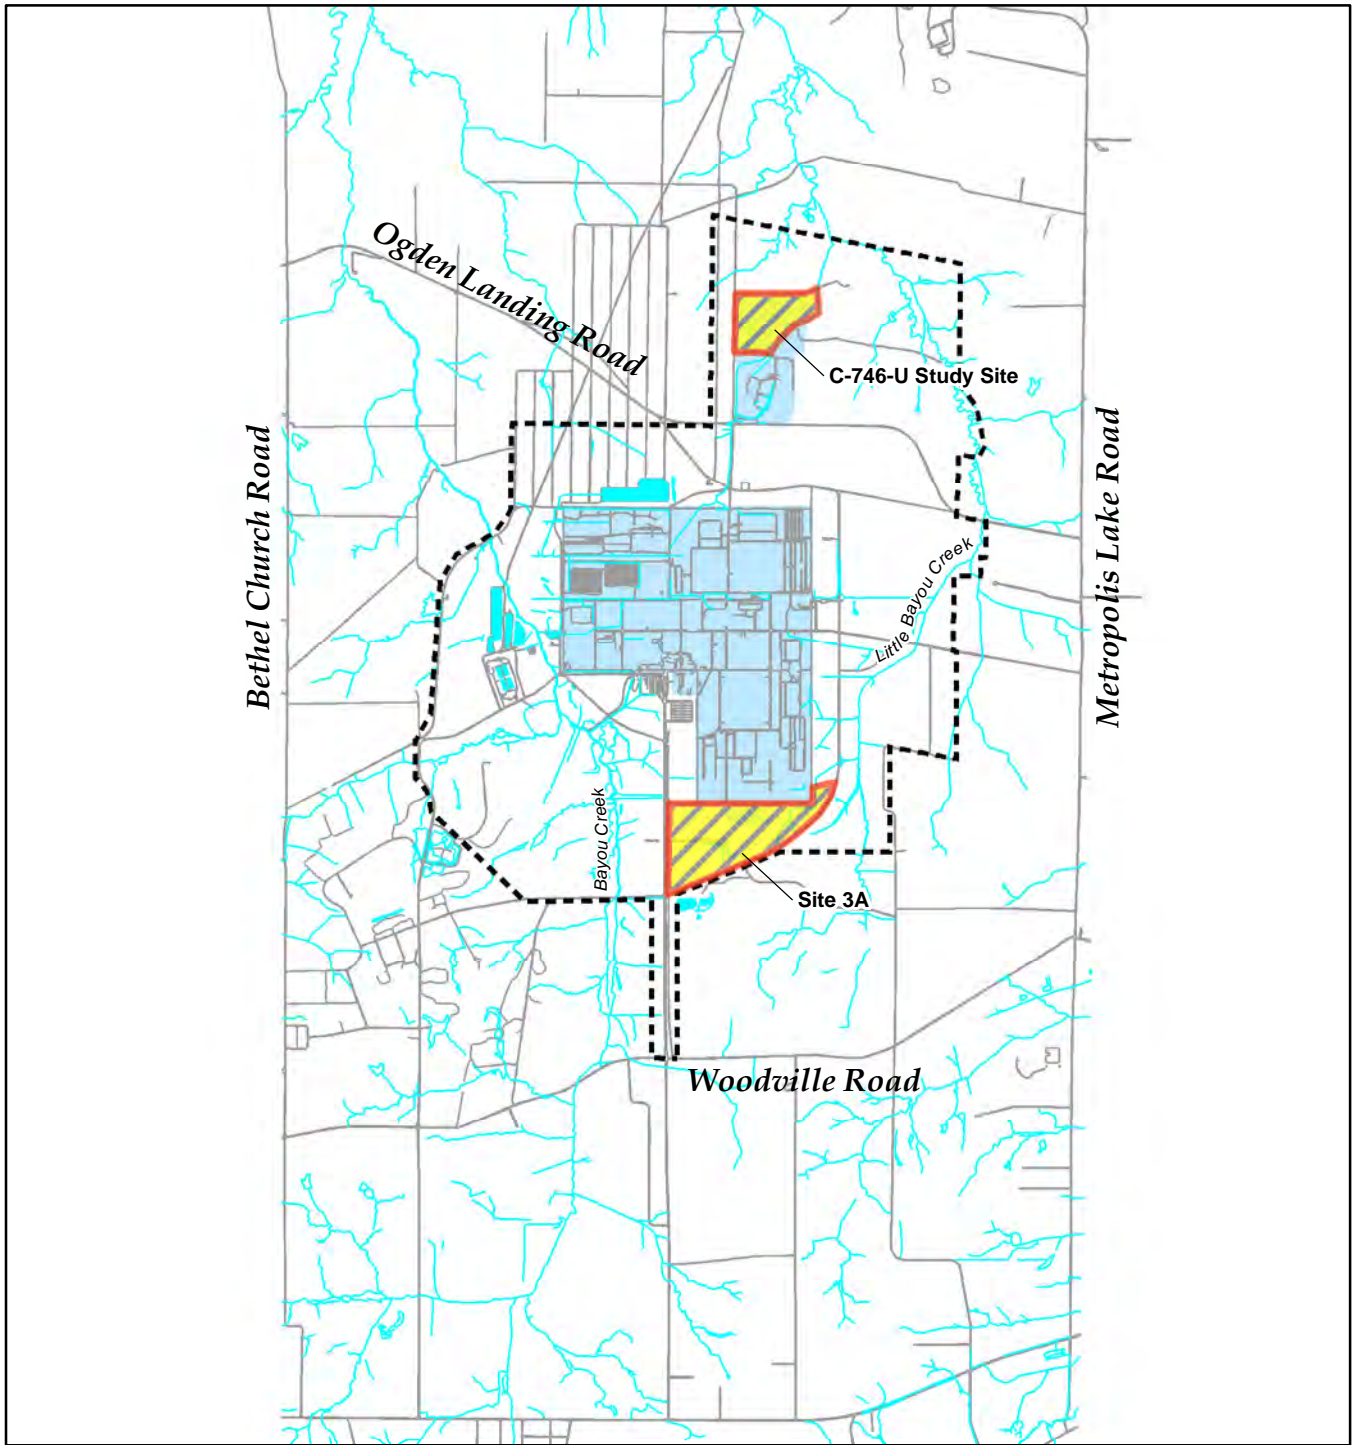 Ogden Landing Road
C-746-U Study Site
Bethel Church Road
Metropolis Lake Road
Little Bayou Creek
Bayou Creek
Site 3A
Woodville Road